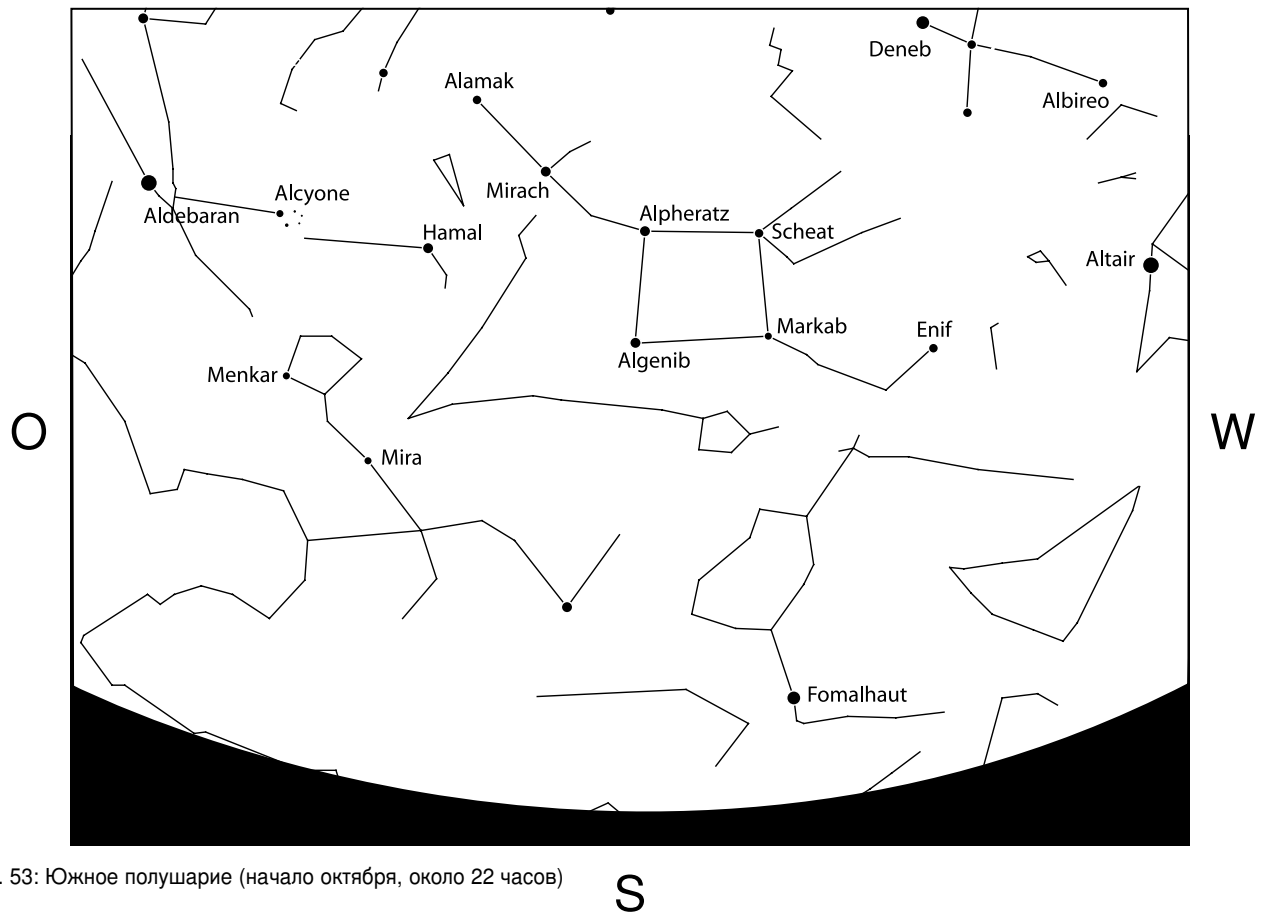 Deneb
Alamak
Albireo
Mirach
Alcyone
Aldebaran
Alpheratz
Hamal
Scheat
Altair
Markab
Enif
Algenib
Menkar
O
W
Mira
Fomalhaut
. 53: Южное полушарие (начало октября, около 22 часов)
S